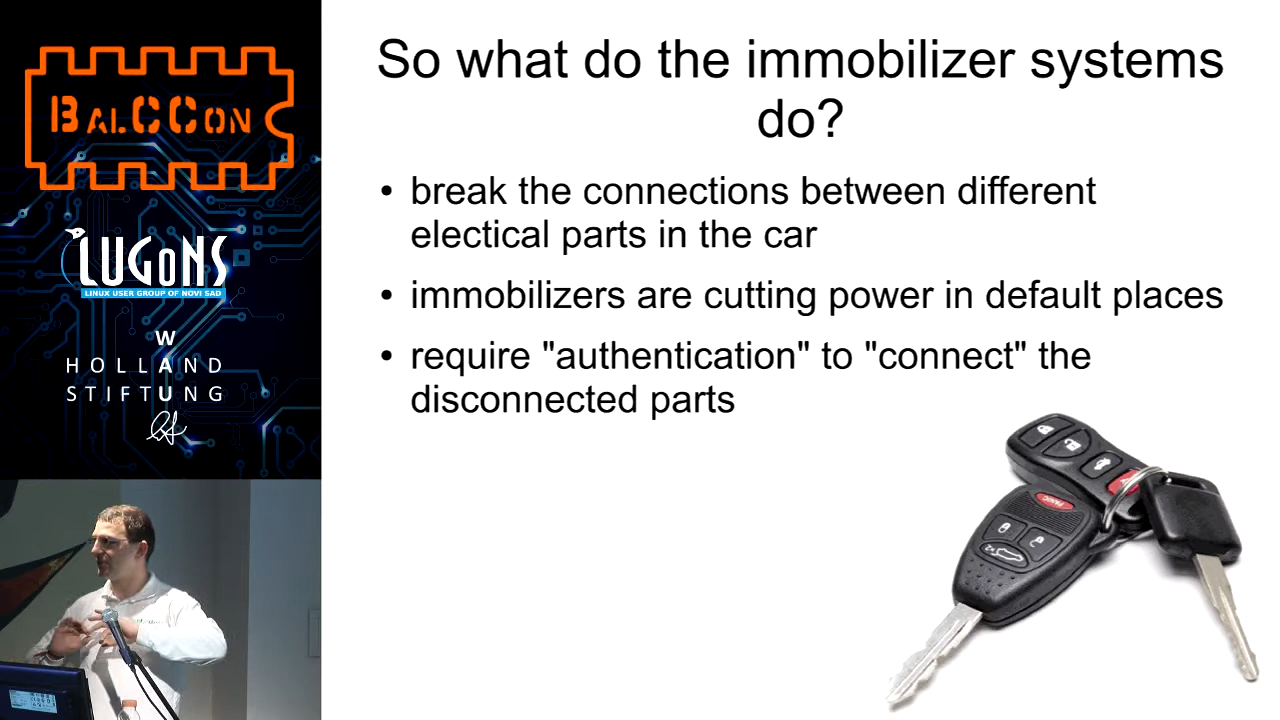 BALCCON
LUGONS
LINUX USER GROUP OF NOVI SAD
W
HOLLAND
STIFTUNG
So what do the immobilizer systems
do?
• break the connections between different
electical parts in the car
• immobilizers are cutting power in default places
• require "authentication" to "connect" the
disconnected parts
PANIC